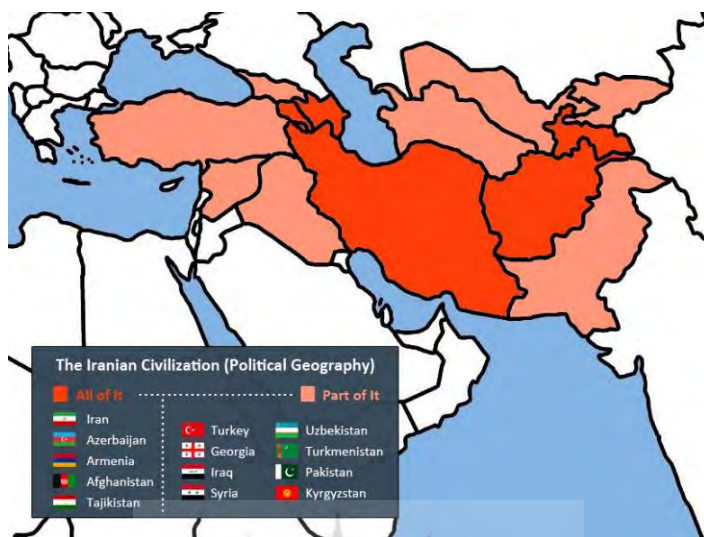 The Iranian Civilization (Political Geography)
All of It
Part of It
Iran
Azerbaijan
Armenia
Afghanistan
Tajikistan
Turkey
Georgia
Iraq
Syria
Uzbekistan
Turkmenistan
Pakistan
Kyrgyzstan